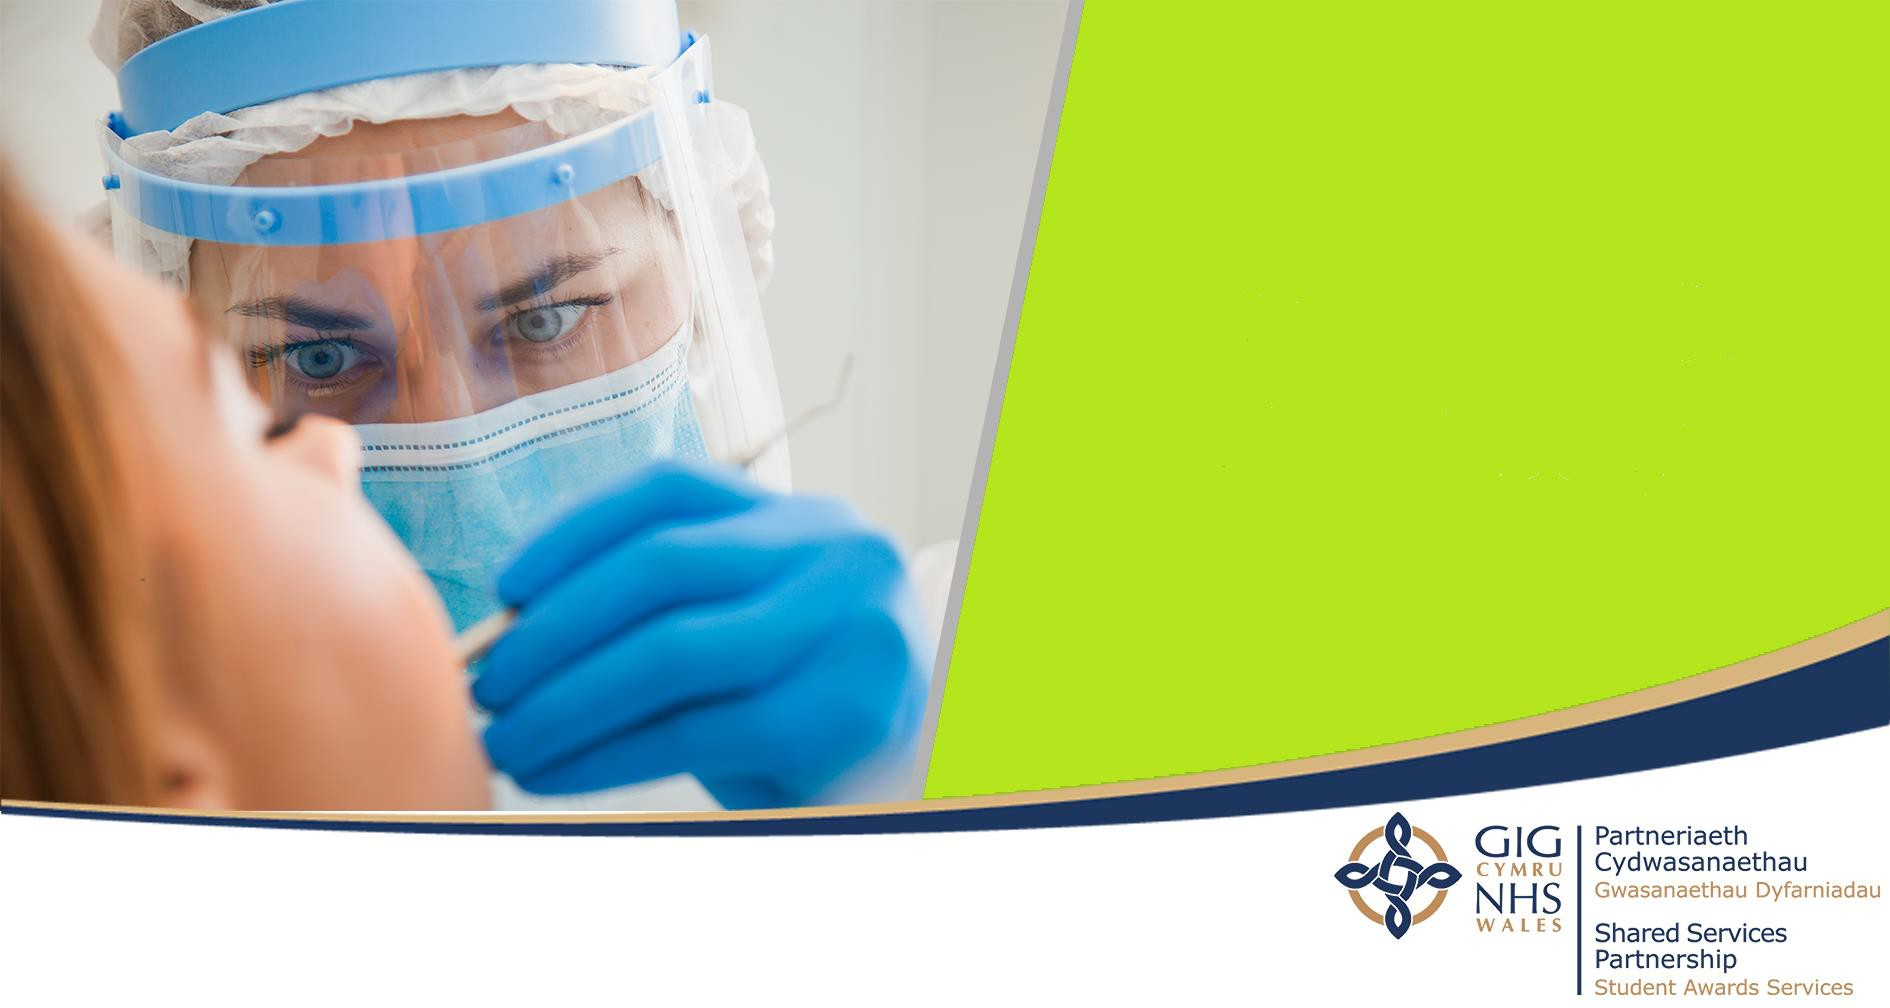 GIG
CYMRU
NHS
WALES
Partneriaeth
Cydwasanaethau
Gwasanaethau Dyfarniadau
Shared Services
Partnership
Student Awards Services